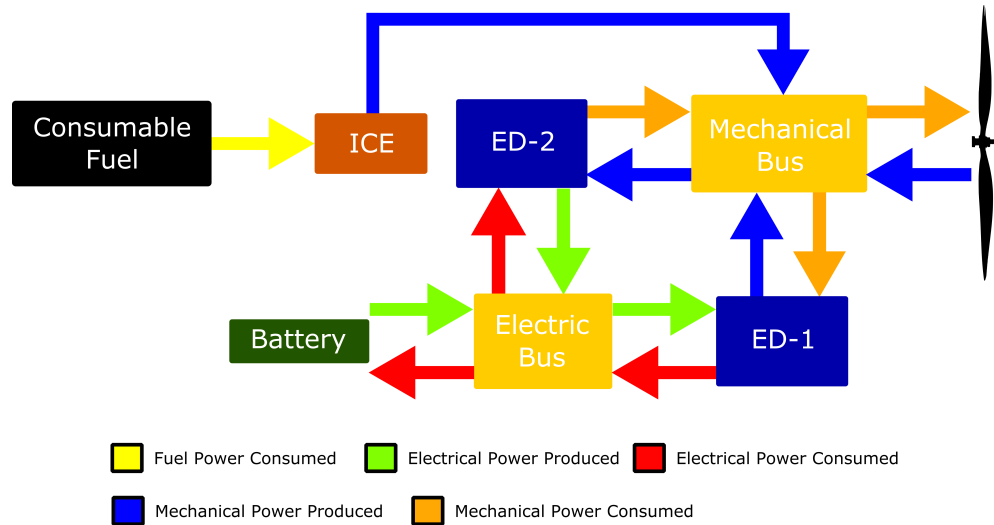 Consumable
Fuel
ICE
ED-2
Mechanical
Bus
Battery
Electric
Bus
ED-1
Fuel Power Consumed
Electrical Power Produced
Electrical Power Consumed
Mechanical Power Produced
Mechanical Power Consumed